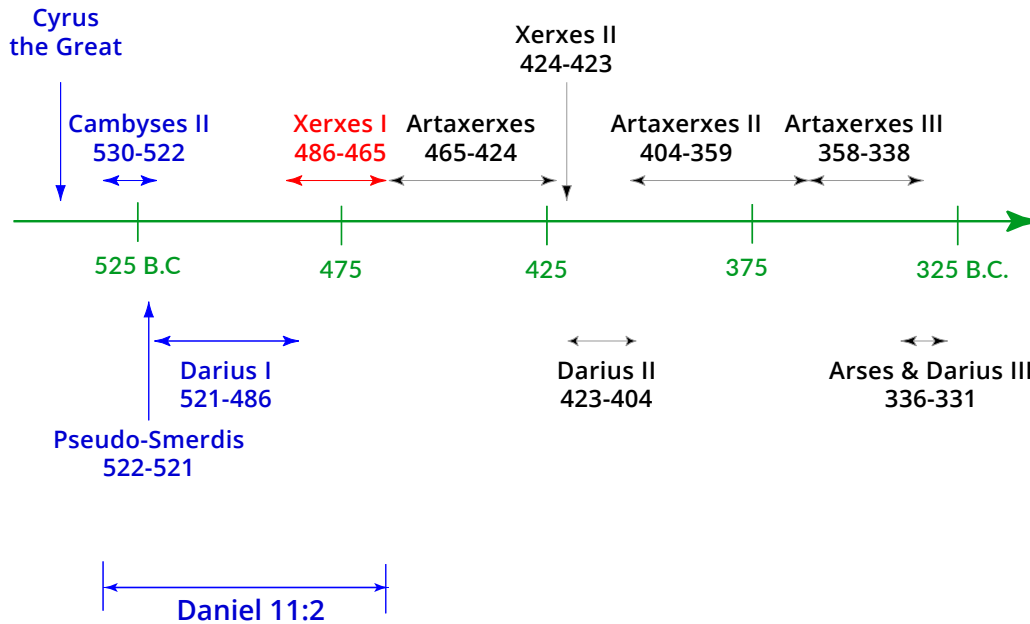 Cyrus
the Great
Xerxes II
424-423
Cambyses II
530-522
Xerxes I
486-465
Artaxerxes
465-424
Artaxerxes II
404-359
Artaxerxes III
358-338
525 B.C
475
425
375
325 B.C.
Darius I
521-486
Darius II
423-404
Arses & Darius III
336-331
Pseudo-Smerdis
522-521
Daniel 11:2